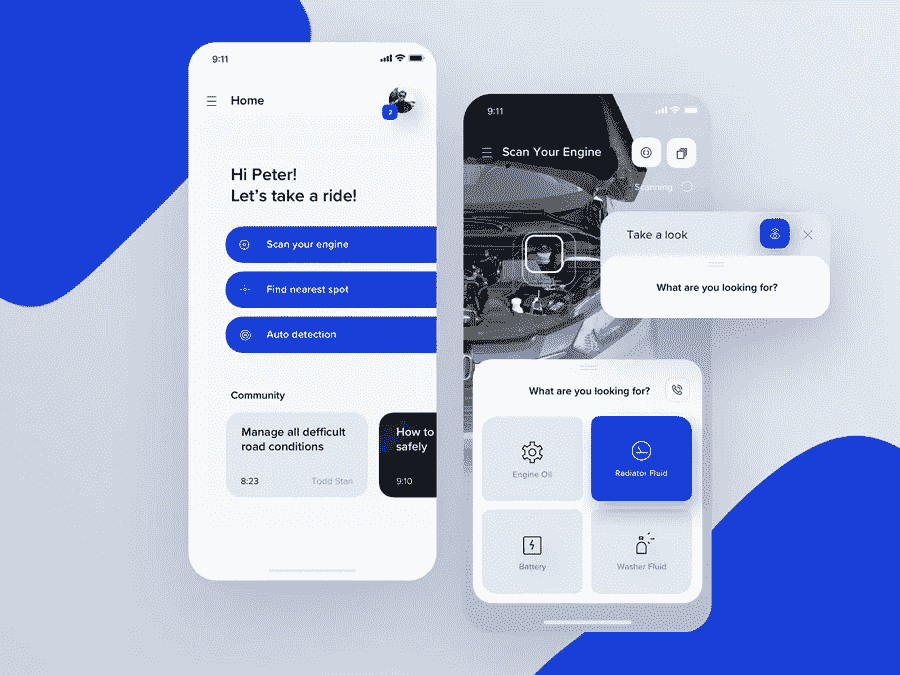 9:11
Home
7
Hi Peter!
Let's take a ride!
Scan your engine
Find nearest spot
Auto detection
Community
Manage all defficult
road conditions
8:23
Todd Stan
How to
safely
9:10
9:11
Scan Your Engine
Scanning
Take a look
What are you looking for?
What are you looking for?
Engine Oil
Radiator Fluid
Battery
Washer Fluid